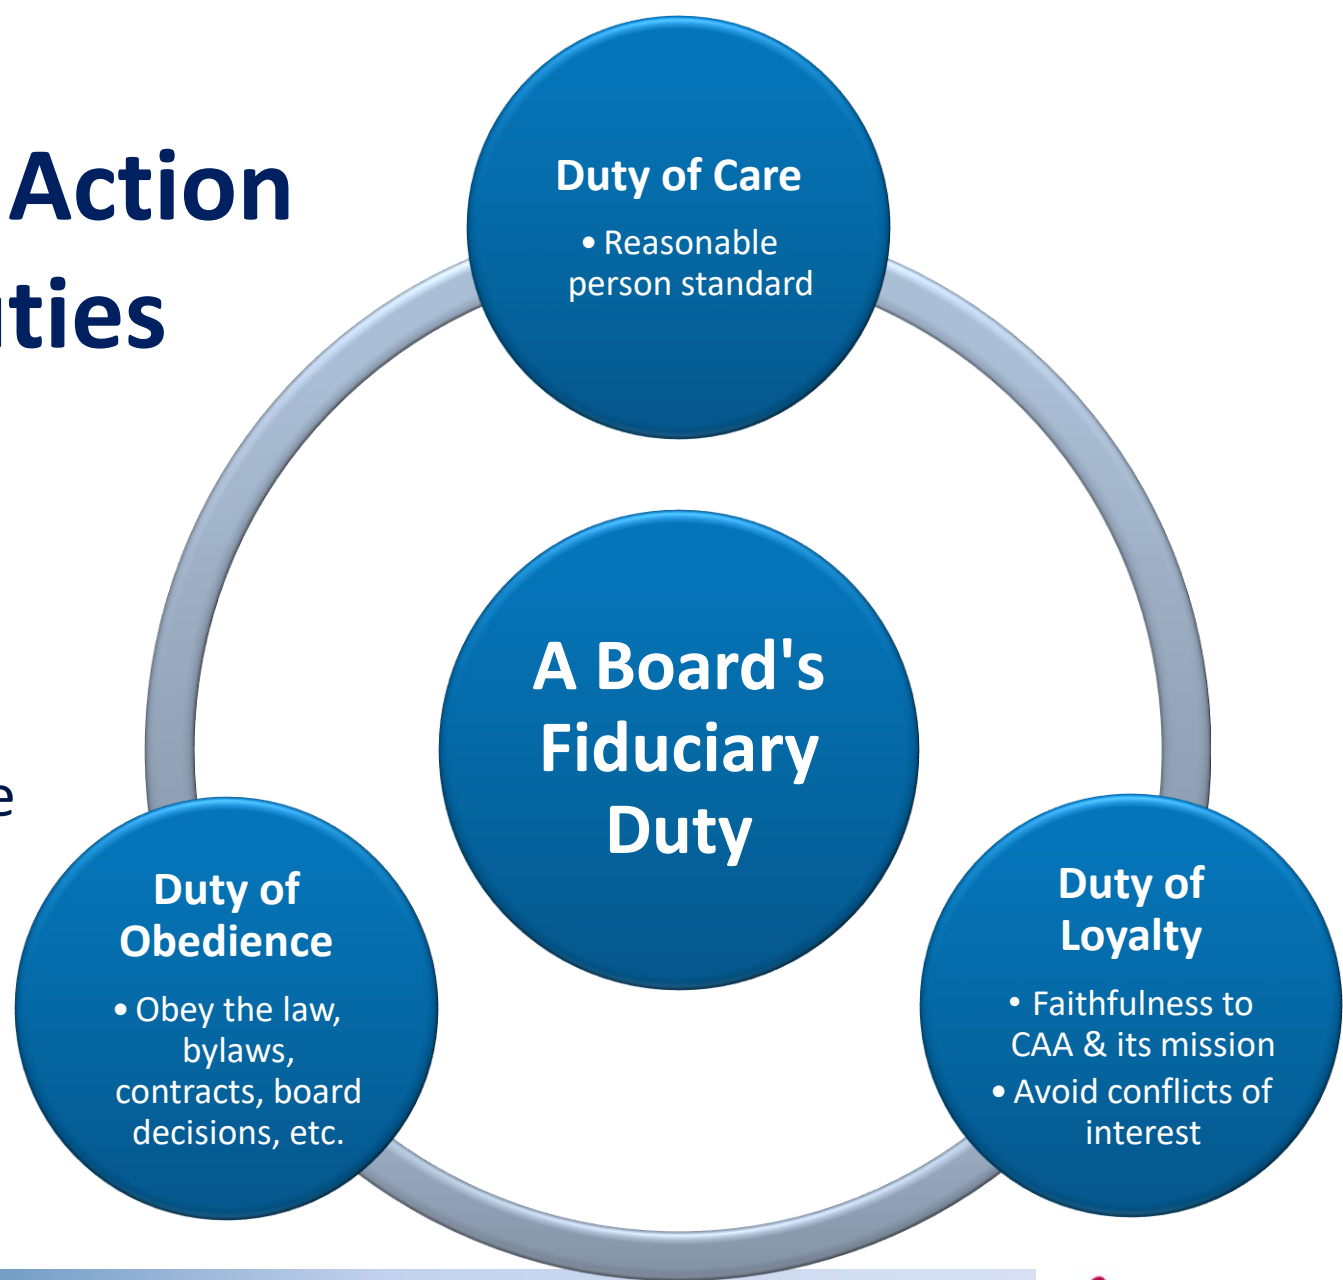 Action
Duty of Care
• Reasonable
person standard
A Board's
Fiduciary
Duty
Duty of
Obedience
• Obey the law,
bylaws,
contracts, board
decisions, etc.
Duty of
Loyalty
• Faithfulness to
CAA & its mission
• Avoid conflicts of
interest